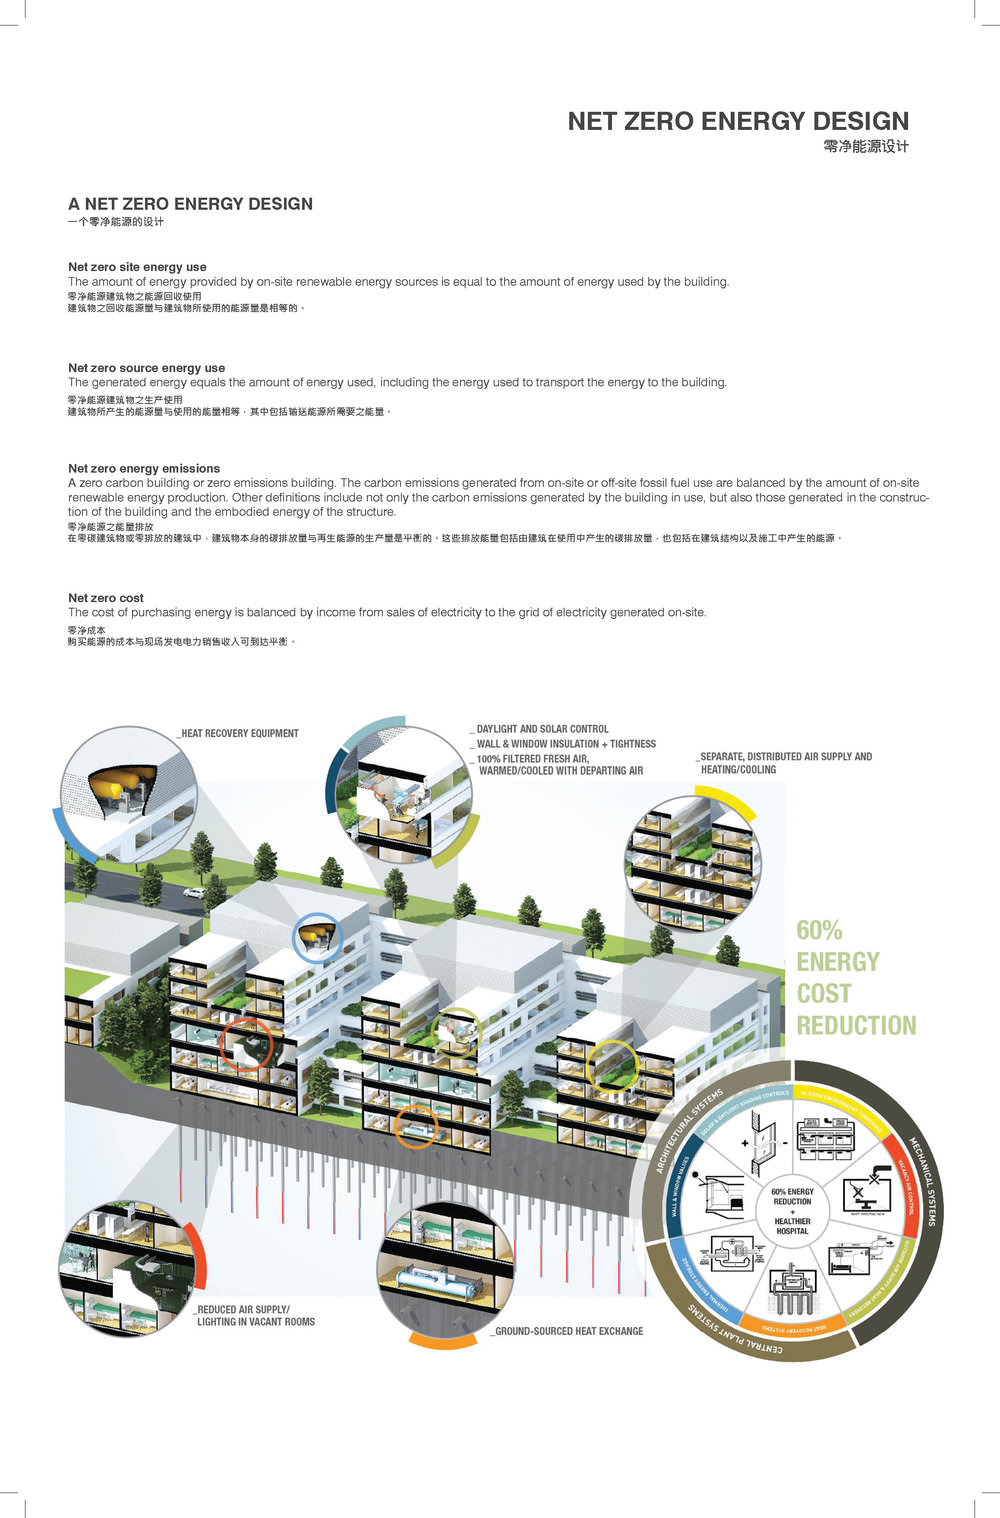 NET ZERO ENERGY DESIGN
零净能源设计
A NET ZERO ENERGY DESIGN
一个零净能源的设计
Net zero site energy use
The amount of energy provided by on-site renewable energy sources is equal to the amount of energy used by the building.
零净能源建筑物之能源回收使用
建筑物之回收能源量与建筑物所使用的能源量是相等的。
Net zero source energy use
The generated energy equals the amount of energy used, including the energy used to transport the energy to the building.
零净能源建筑物之生产使用
建筑物所产生的能源量与使用的能量相等，其中包括输送能源所需要之能量。
Net zero energy emissions
A zero carbon building or zero emissions building. The carbon emissions generated from on-site or off-site fossil fuel use are balanced by the amount of on-site
renewable energy production. Other definitions include not only the carbon emissions generated by the building in use, but also those generated in the construc-
tion of the building and the embodied energy of the structure.
零净能源之能量排放
在零碳建筑物或零排放的建筑中，建筑物本身的碳排放量与再生能源的生产量是平衡的。这些排放能量包括由建筑在使用中产生的碳排放量，也包括在建筑结构以及施工中产生的能源。
Net zero cost
The cost of purchasing energy is balanced by income from sales of electricity to the grid of electricity generated on-site.
零净成本
购买能源的成本与现场发电电力销售收入可到达平衡。
_HEAT RECOVERY EQUIPMENT
_ DAYLIGHT AND SOLAR CONTROL
_ WALL & WINDOW INSULATION + TIGHTNESS
_ 100% FILTERED FRESH AIR,
WARMED/COOLED WITH DEPARTING AIR
_SEPARATE, DISTRIBUTED AIR SUPPLY AND
HEATING/COOLING
60%
ENERGY
COST
REDUCTION
ARCHITECTURAL SYSTEMS
MECHANICAL SYSTEMS
CENTRAL PLANT SYSTEMS
SOLAR & DAYLIGHT SHADING CONTROLS
IN-ROOM ENVIRONMENT TEMPERING
VACANCY AIR CONTROL
OUTDOOR AIR SUPPLY & HEAT RECOVERY
HEAT RECOVERY SYSTEMS
THERMAL ENERGY STORAGE
WALL & WINDOW VALUES
+
-
60% ENERGY
REDUCTION
+
HEALTHIER
HOSPITAL
_REDUCED AIR SUPPLY/
LIGHTING IN VACANT ROOMS
_GROUND-SOURCED HEAT EXCHANGE